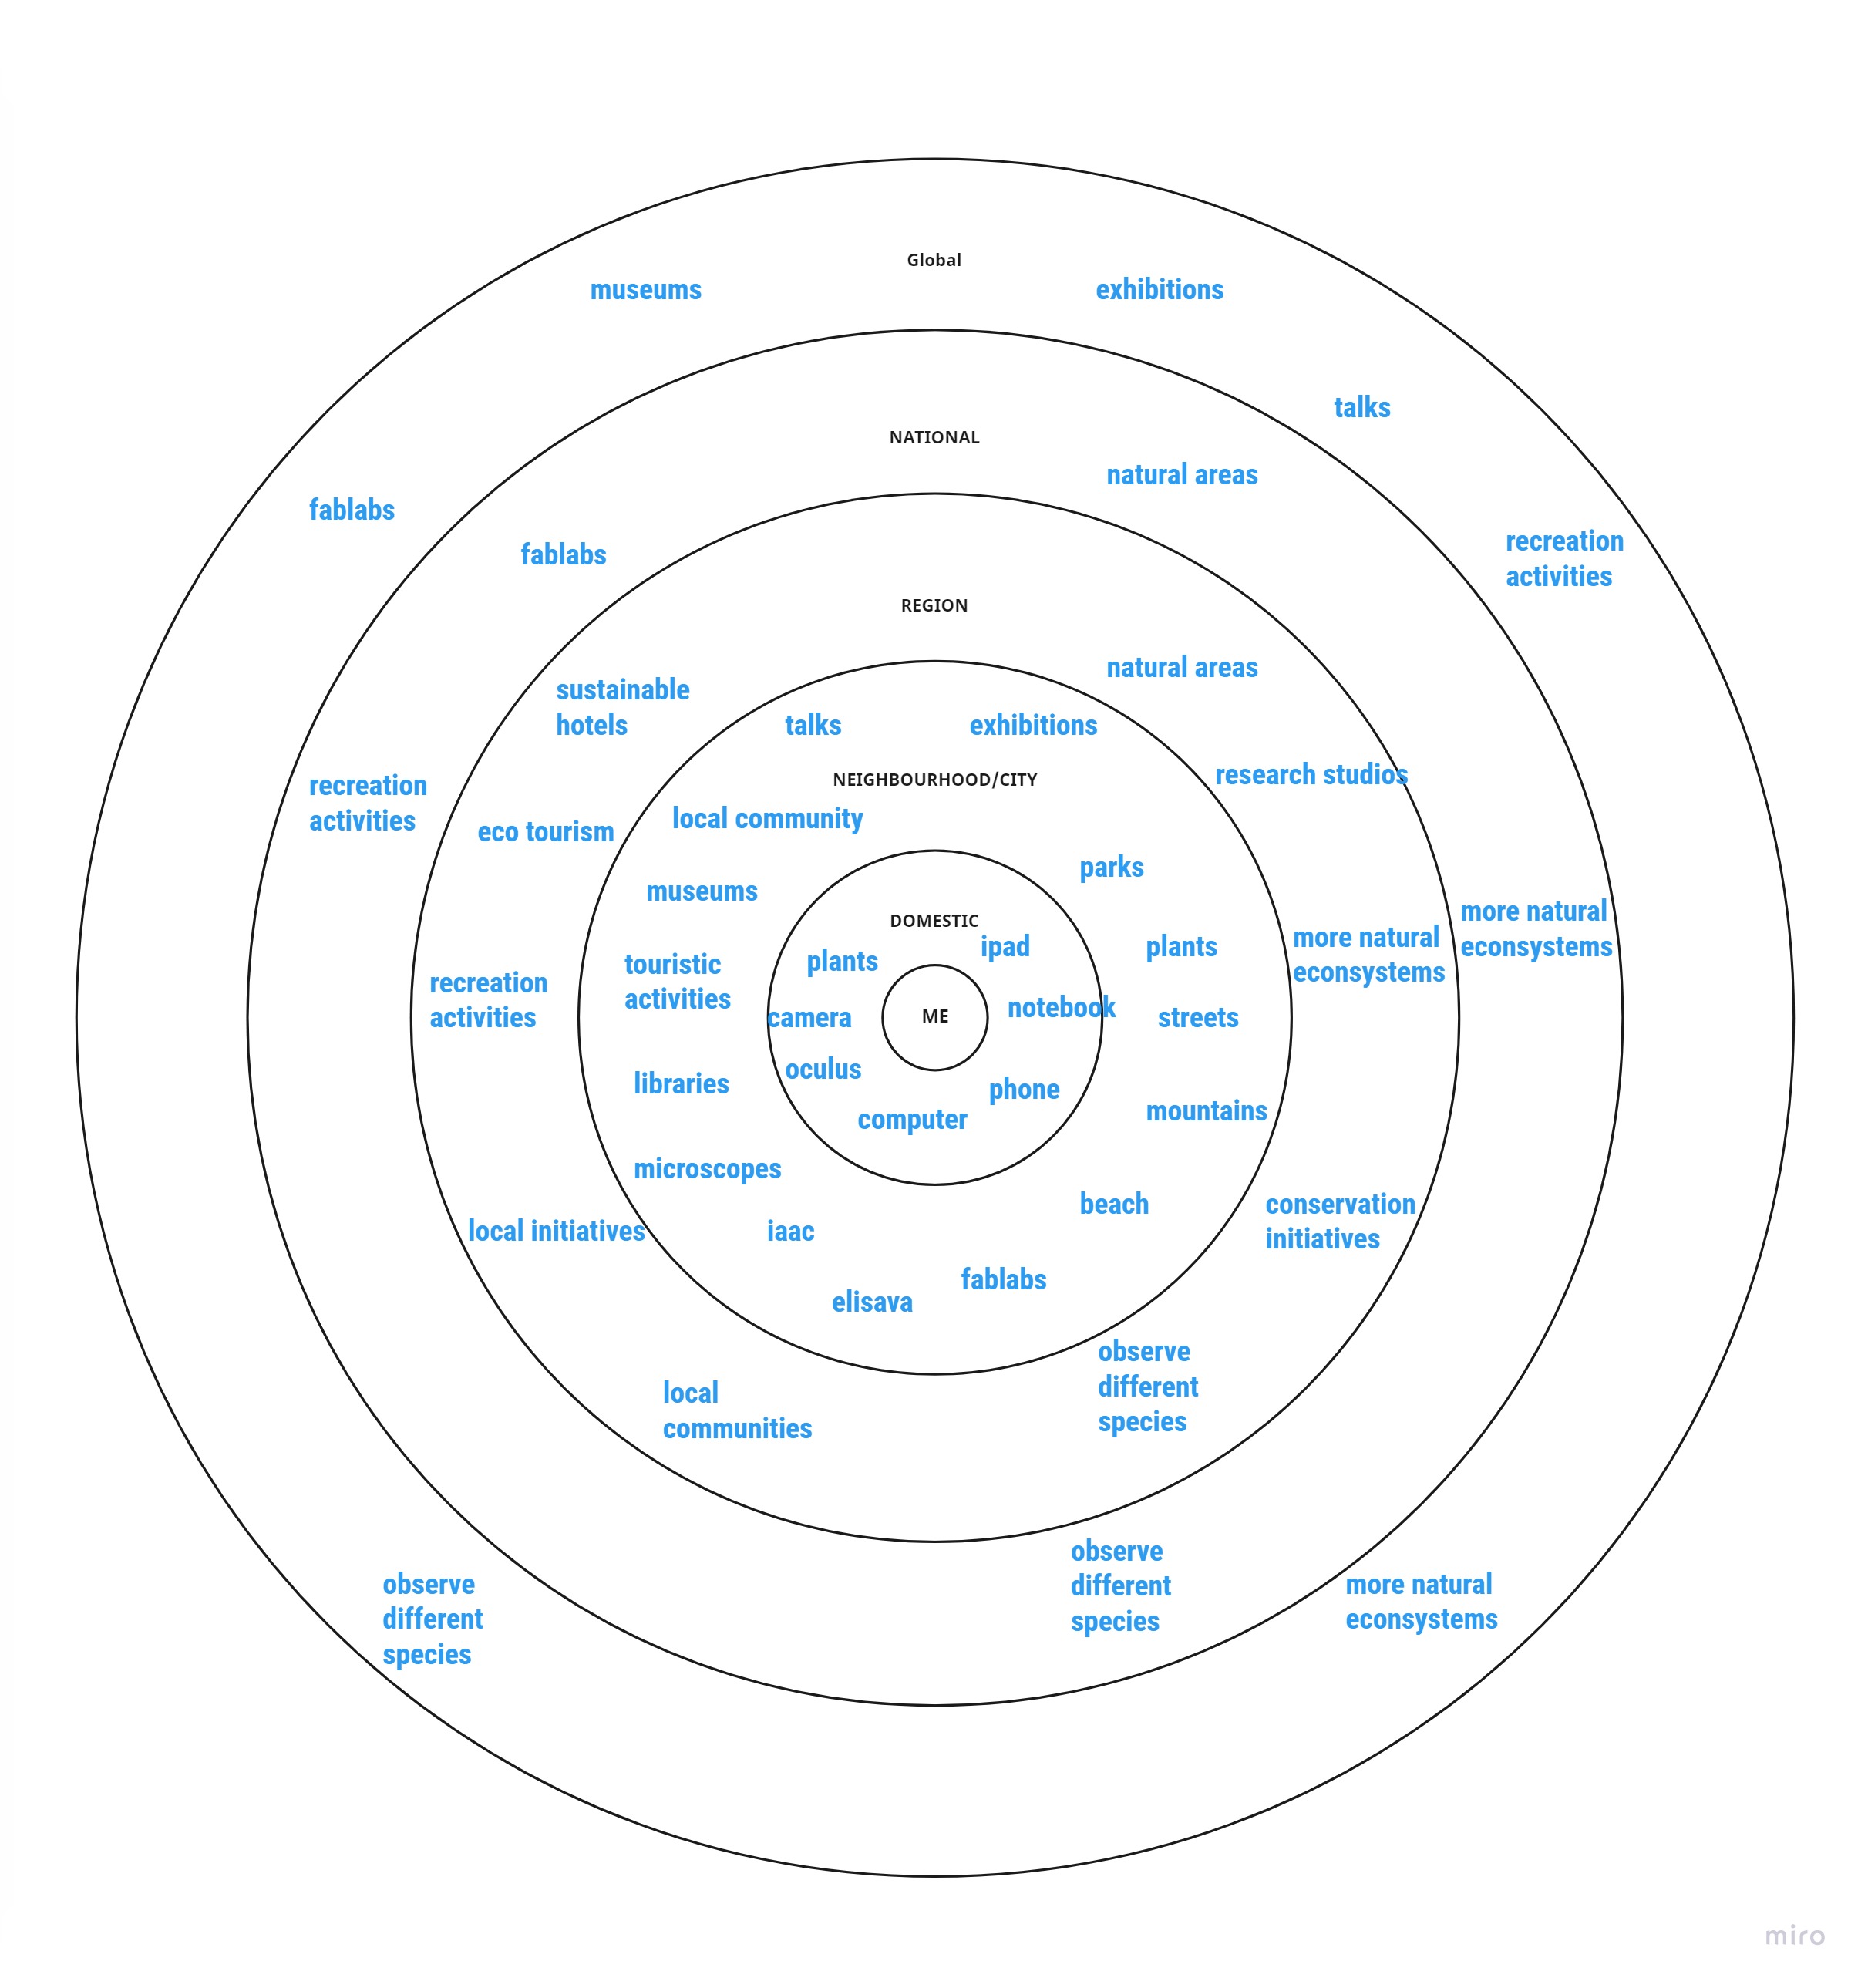 Global
museums
exhibitions
talks
NATIONAL
natural areas
fablabs
recreation
activities
fablabs
REGION
natural areas
sustainable
hotels
talks
exhibitions
research studios
NEIGHBOURHOOD/CITY
recreation
activities
eco tourism
local community
parks
museums
DOMESTIC
more natural
econsystems
more natural
econsystems
plants
ipad
plants
touristic
activities
recreation
activities
camera
ME
notebook
streets
oculus
libraries
phone
mountains
computer
microscopes
beach
conservation
initiatives
local initiatives
iaac
fablabs
elisava
observe
different
species
local
communities
observe
different
species
observe
different
species
more natural
econsystems
miro